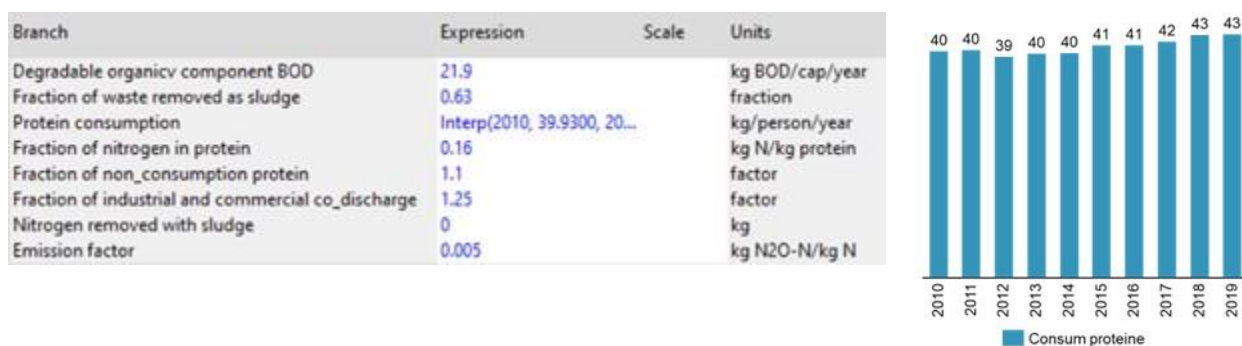 Branch Expression Scale Units
Degradable organicv component BOD 21.9 kg BOD/cap/year
Fraction of waste removed as sludge 0.63 fraction
Protein consumption Interp(2010, 39.9300, 20... kg/person/year
Fraction of nitrogen in protein 0.16 kg N/kg protein
Fraction of non_consumption protein 1.1 factor
Fraction of industrial and commercial co_discharge 1.25 factor
Nitrogen removed with sludge 0 kg
Emission factor 0.005 kg N2O-N/kg N
40 40 39 40 40 41 41 42 43 43
2010 2011 2012 2013 2014 2015 2016 2017 2018 2019
Consum proteine